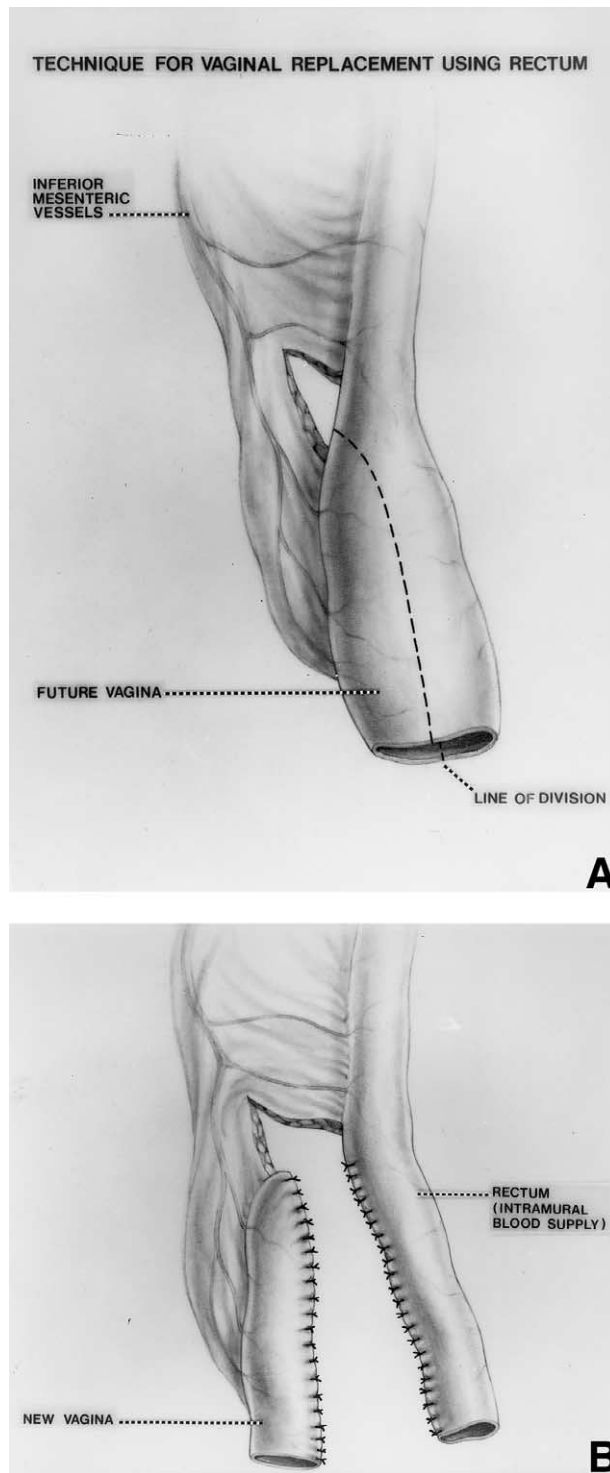 TECHNIQUE FOR VAGINAL REPLACEMENT USING RECTUM
INFERIOR
MESENTERIC
VESSELS
FUTURE VAGINA
LINE OF DIVISION
A
RECTUM
(INTRAMURAL
BLOOD SUPPLY)
NEW VAGINA
B